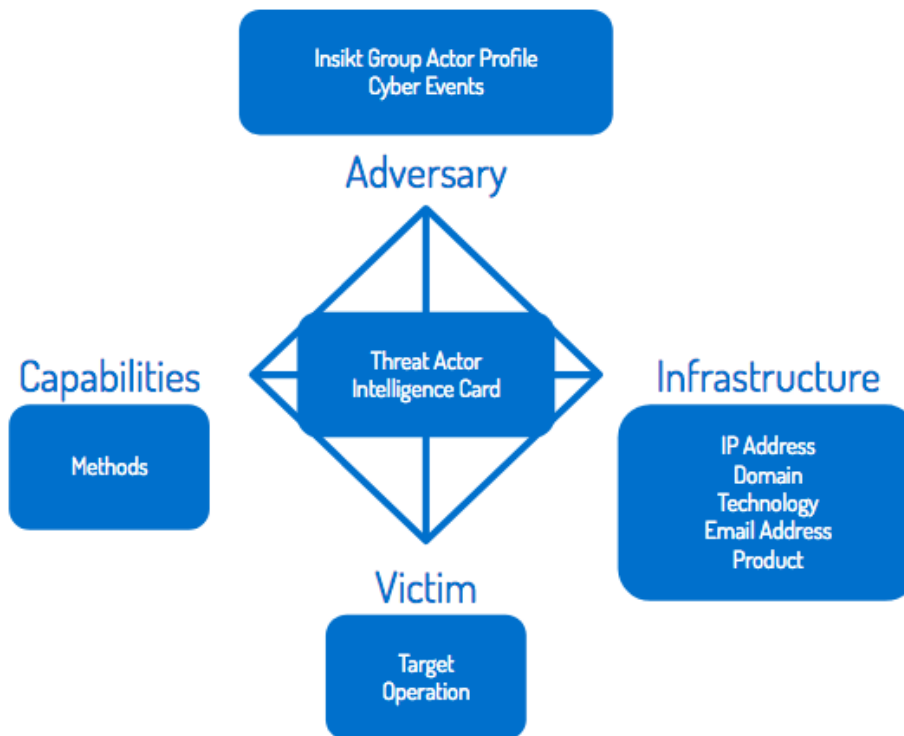 Insikt Group Actor Profile
Cyber Events
Adversary
Threat Actor
Intelligence Card
Capabilities
Methods
Infrastructure
IP Address
Domain
Technology
Email Address
Product
Victim
Target
Operation